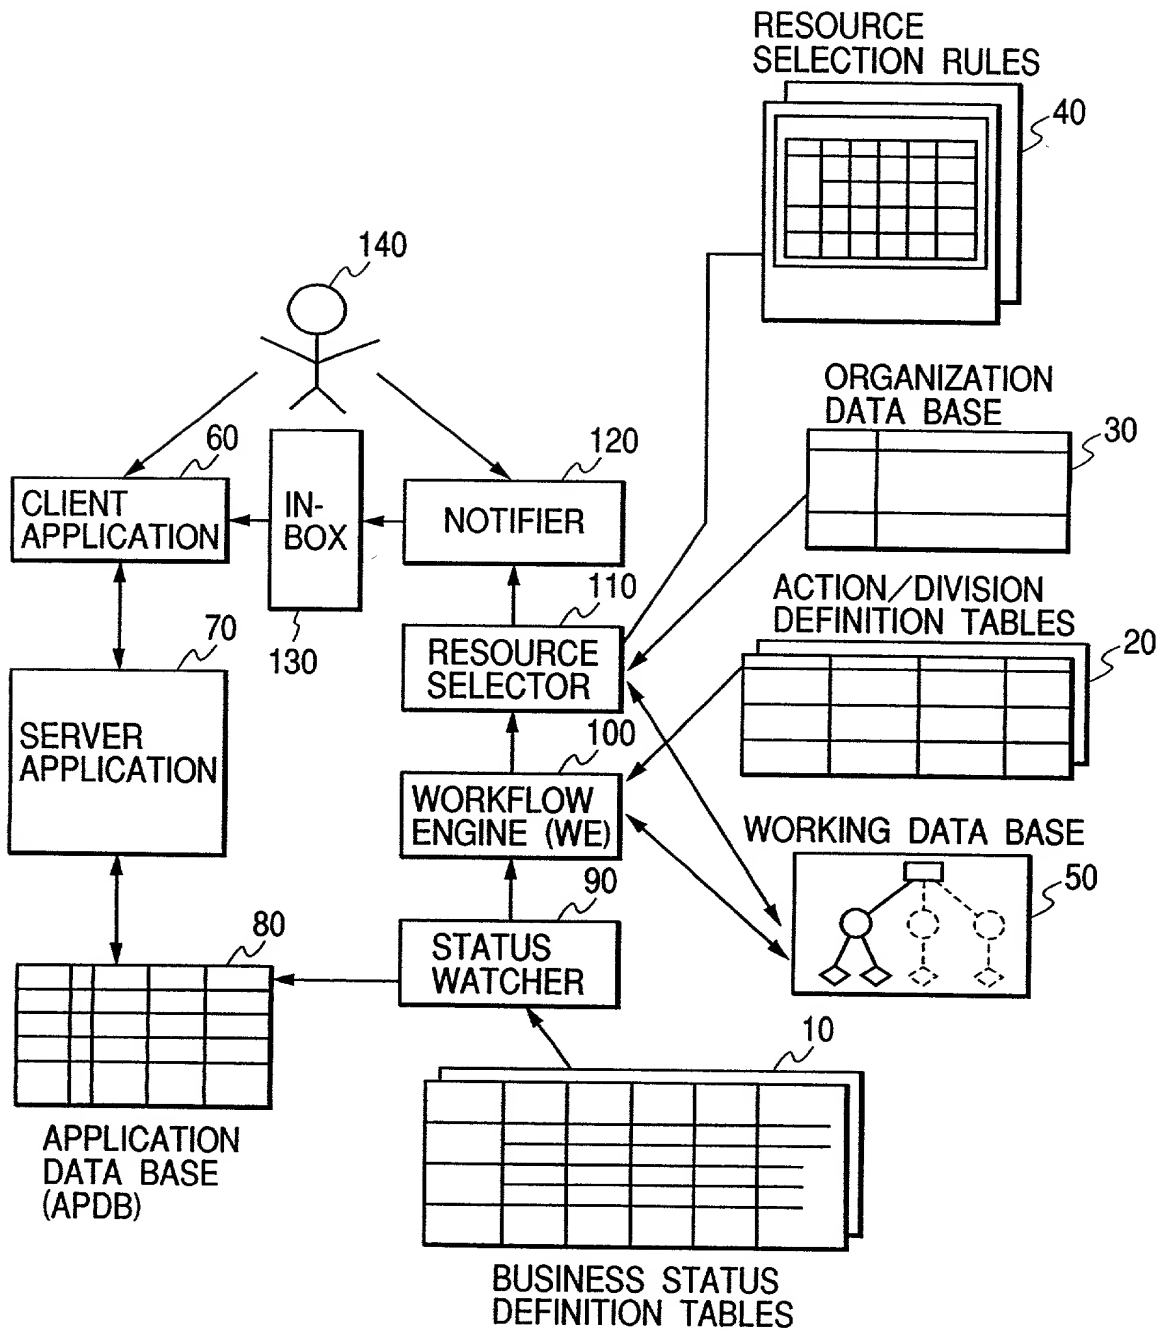 RESOURCE
SELECTION RULES
40
140
ORGANIZATION
DATA BASE
30
60
CLIENT
APPLICATION
IN-
BOX
130
120
NOTIFIER
110
RESOURCE
SELECTOR
ACTION/DIVISION
DEFINITION TABLES
20
70
SERVER
APPLICATION
100
WORKFLOW
ENGINE (WE)
WORKING DATA BASE
50
90
STATUS
WATCHER
80
APPLICATION
DATA BASE
(APDB)
10
BUSINESS STATUS
DEFINITION TABLES